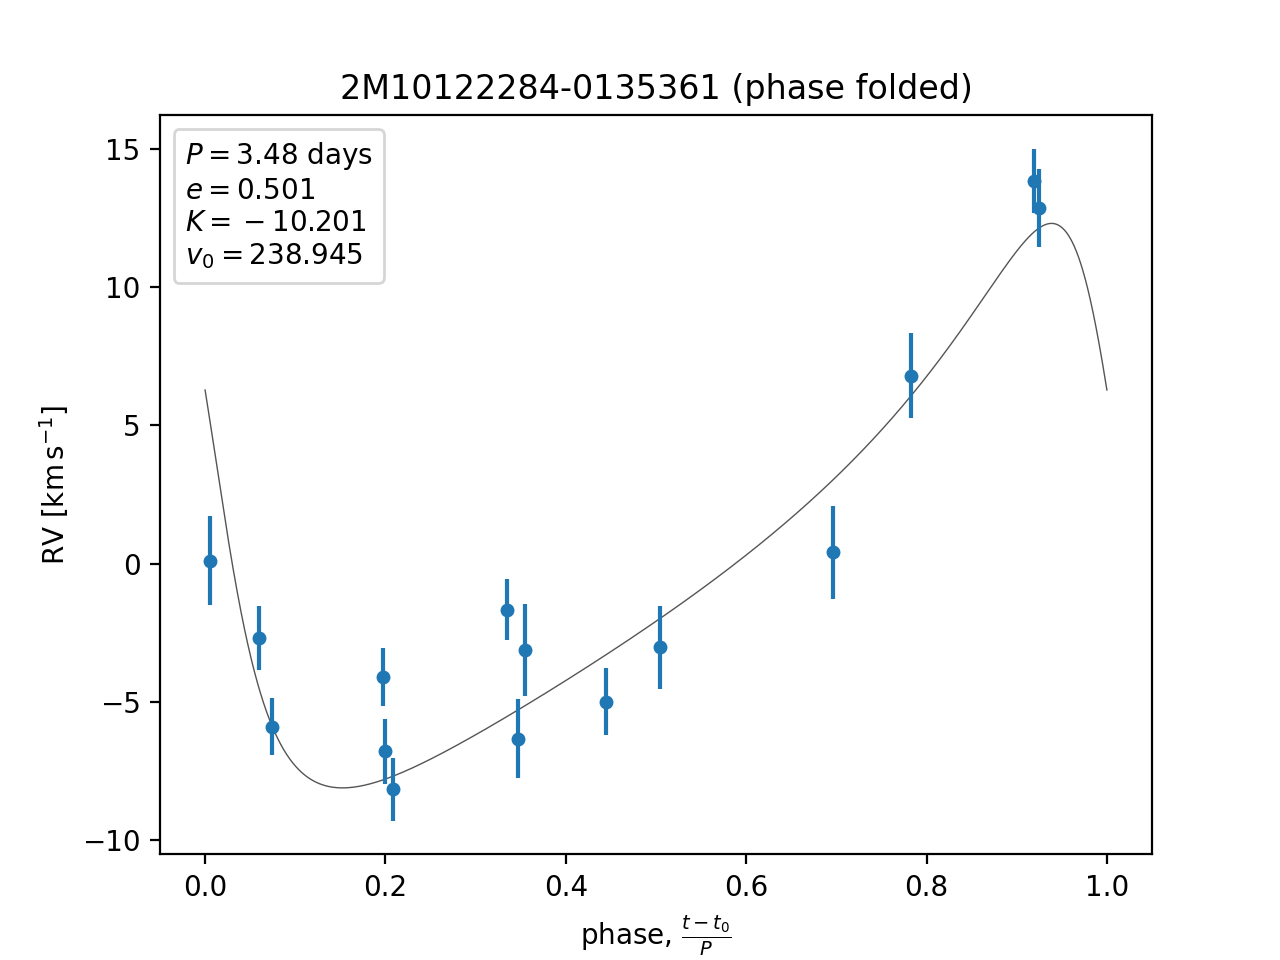 2M10122284-0135361 (phase folded)
P = 3.48 days
e = 0.501
K = −10.201
v₀ = 238.945
RV [km s⁻¹]
15
10
5
0
−5
−10
0.0 0.2 0.4 0.6 0.8 1.0
phase, (t − t₀)/P